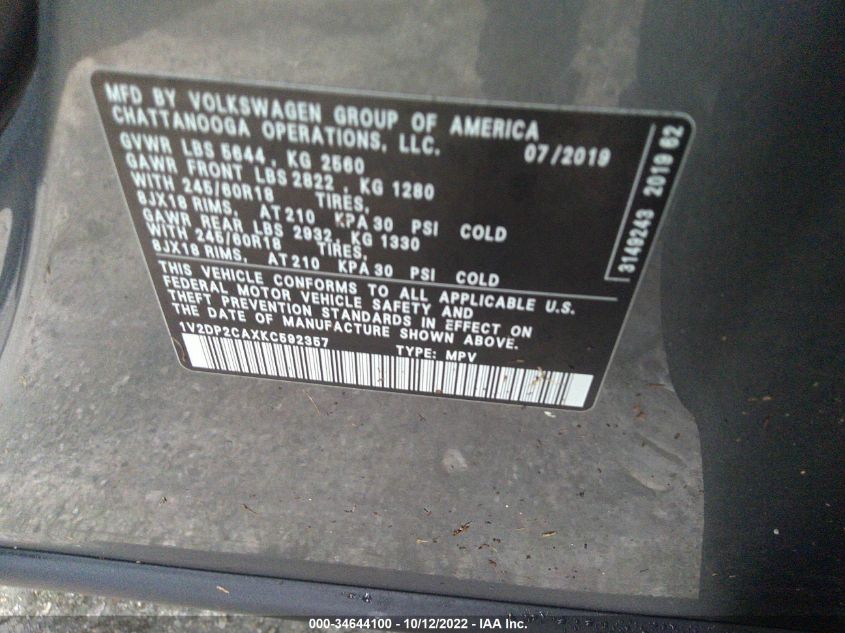 MFD BY VOLKSWAGEN GROUP OF AMERICA
CHATTANOOGA OPERATIONS, LLC.
07/2019
GVWR LBS 5644, KG 2560
GAWR FRONT LBS 2822, KG 1280
WITH 245/60R18 TIRES,
8JX18 RIMS, AT 210 KPA 30 PSI COLD
GAWR REAR LBS 2932, KG 1330
WITH 245/60R18 TIRES,
8JX18 RIMS, AT 210 KPA 30 PSI COLD
THIS VEHICLE CONFORMS TO ALL APPLICABLE U.S.
FEDERAL MOTOR VEHICLE SAFETY AND
THEFT PREVENTION STANDARDS IN EFFECT
ON THE DATE OF MANUFACTURE SHOWN ABOVE.
1V2DP2CAXKC592357 TYPE: MPV
3149243 2019 62
000-34644100 - 10/12/2022 - IAA Inc.